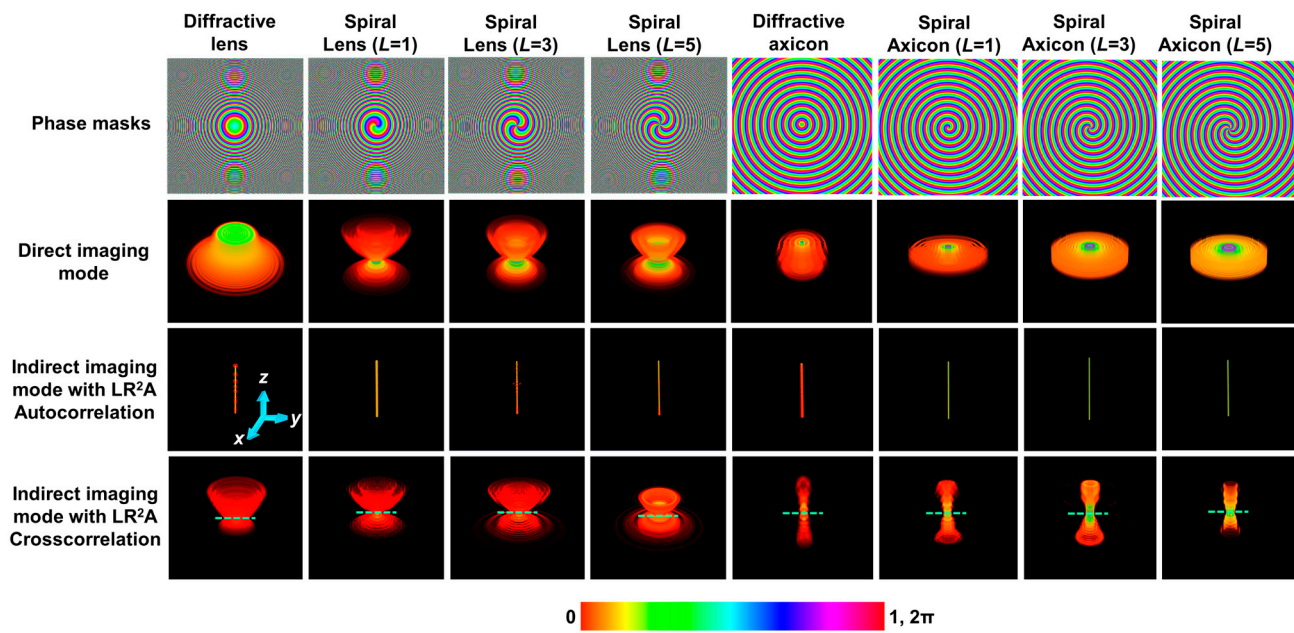 Diffractive lens
Spiral Lens (L=1)
Spiral Lens (L=3)
Spiral Lens (L=5)
Diffractive axicon
Spiral Axicon (L=1)
Spiral Axicon (L=3)
Spiral Axicon (L=5)
Phase masks
Direct imaging
mode
Indirect imaging
mode with LR²A
Autocorrelation
z
y
x
Indirect imaging
mode with LR²A
Crosscorrelation
0
1, 2π